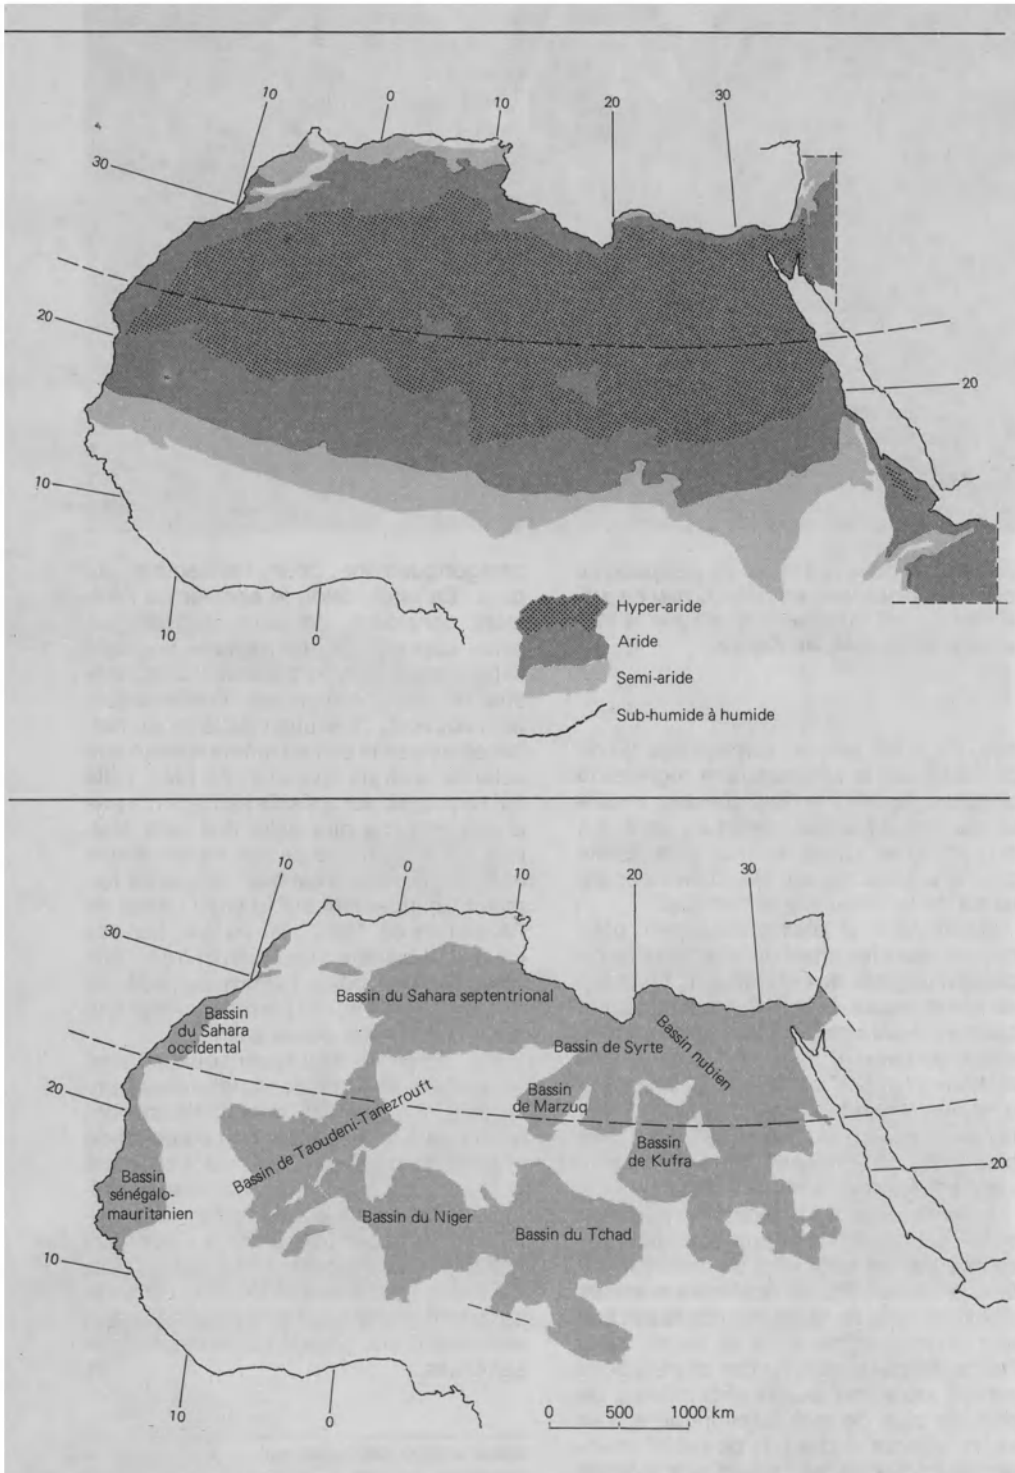 10
0
10
20
30
30
20
20
10
10
0
Hyper-aride
Aride
Semi-aride
Sub-humide à humide
10
0
10
20
30
30
Bassin du Sahara septentrional
Bassin
du Sahara
occidental
Bassin de Syrte
Bassin nubien
20
Bassin
de Marzuq
Bassin de Taoudeni-Tanezrouft
Bassin
de Kufra
20
Bassin
sénégalo-
mauritanien
Bassin du Niger
Bassin du Tchad
10
10
0
0 500 1000 km